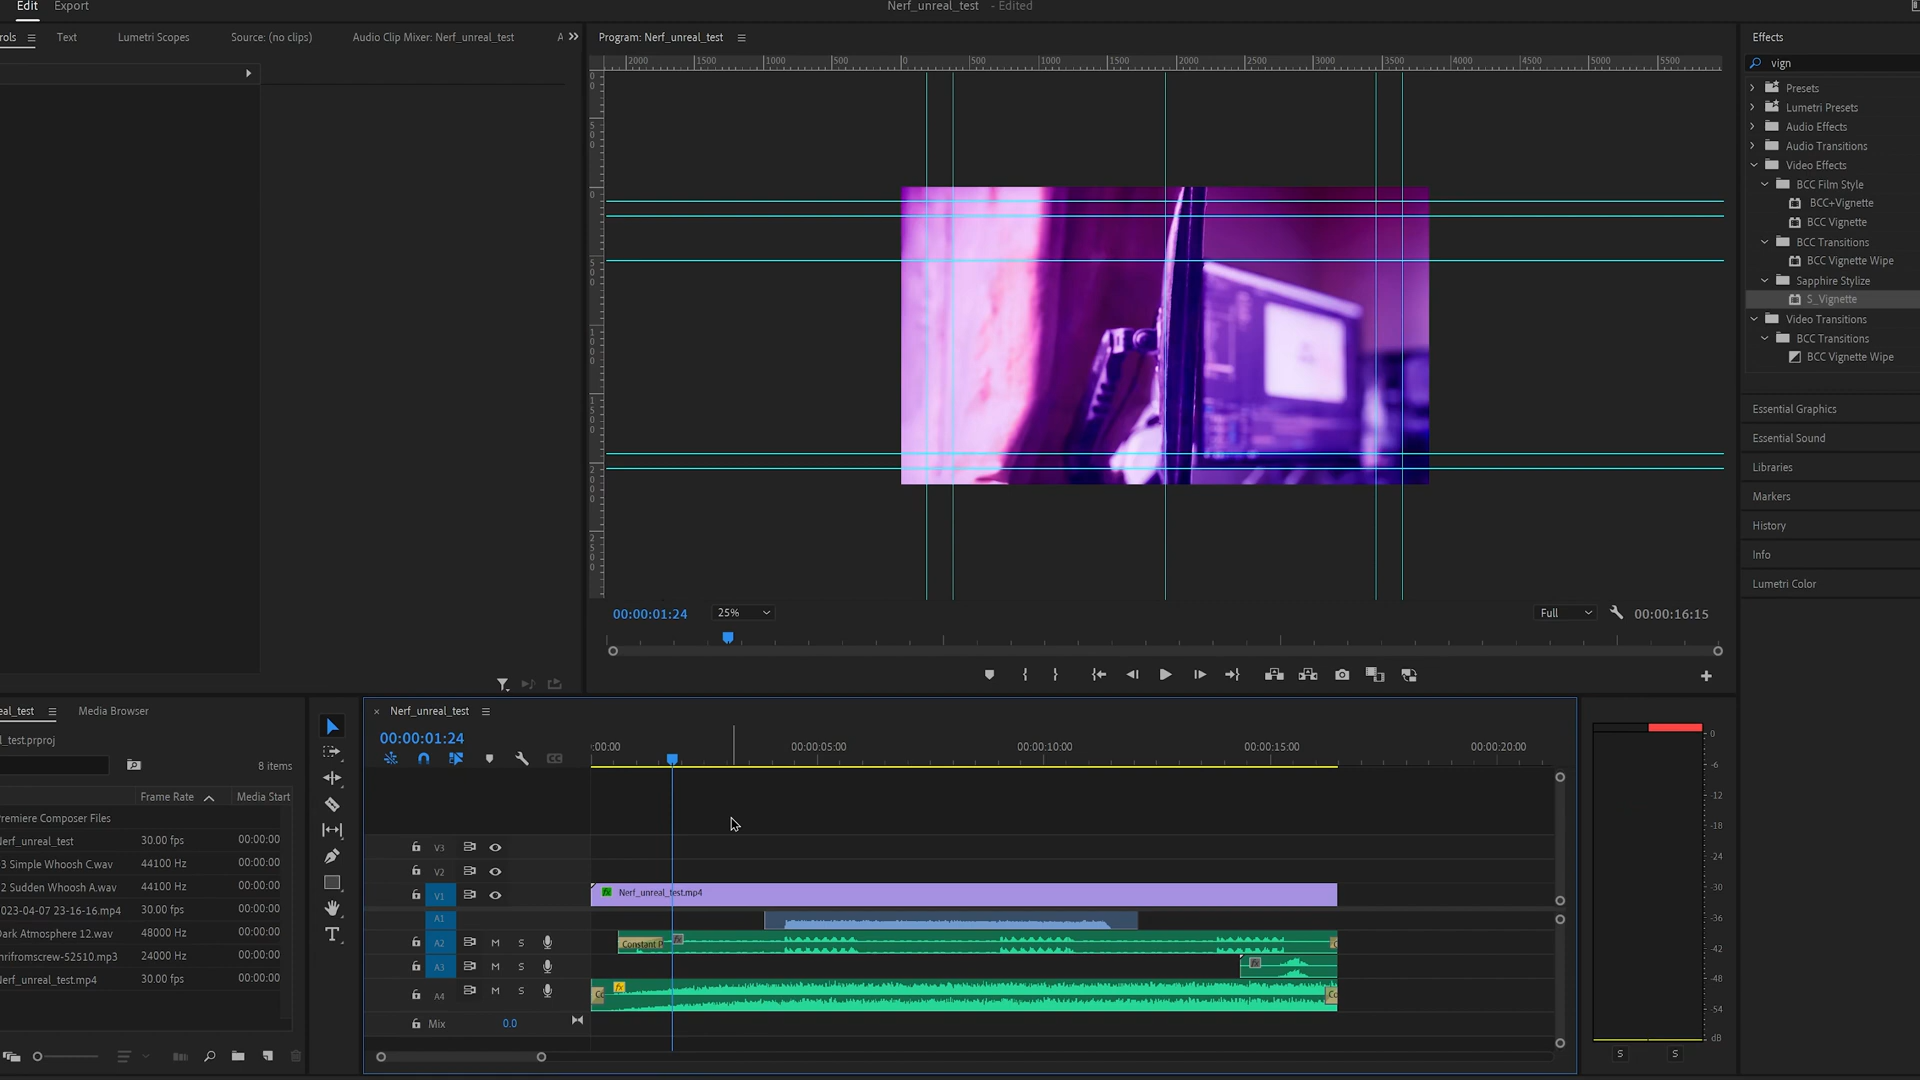 Edit Export
Nerf_unreal_test - Edited
rols Text Lumetri Scopes Source: (no clips) Audio Clip Mixer: Nerf_unreal_test A
Program: Nerf_unreal_test
Effects
vign
2000 1500 1000 500 0 500 1000 1500 2000 2500 3000 3500 4000 4500 5000 5500
Presets
Lumetri Presets
Audio Effects
Audio Transitions
Video Effects
BCC Film Style
BCC+Vignette
BCC Vignette
BCC Transitions
BCC Vignette Wipe
Sapphire Stylize
S_Vignette
Video Transitions
BCC Transitions
BCC Vignette Wipe
Essential Graphics
Essential Sound
Libraries
Markers
History
Info
Lumetri Color
00:00:01:24 25% Full 00:00:16:15
eal_test Media Browser
l_test.prproj
8 items
Frame Rate Media Start
remiere Composer Files
Nerf_unreal_test 30.00 fps 00:00:00
3 Simple Whoosh C.wav 44100 Hz 00:00:00
2 Sudden Whoosh A.wav 44100 Hz 00:00:00
023-04-07 23-16-16.mp4 30.00 fps 00:00:00
Dark Atmosphere 12.wav 48000 Hz 00:00:00
hrifromscrew-52510.mp3 24000 Hz 00:00:00
Nerf_unreal_test.mp4 30.00 fps 00:00:00
Nerf_unreal_test
00:00:01:24
:00:00 00:00:05:00 00:00:10:00 00:00:15:00 00:00:20:00
V3
V2
V1 Nerf_unreal_test.mp4
A1
A2 M S Constant P
A3 M S
A4 M S
Mix 0.0
0
-6
-12
-18
-24
-30
-36
-42
-48
-54
dB
S S